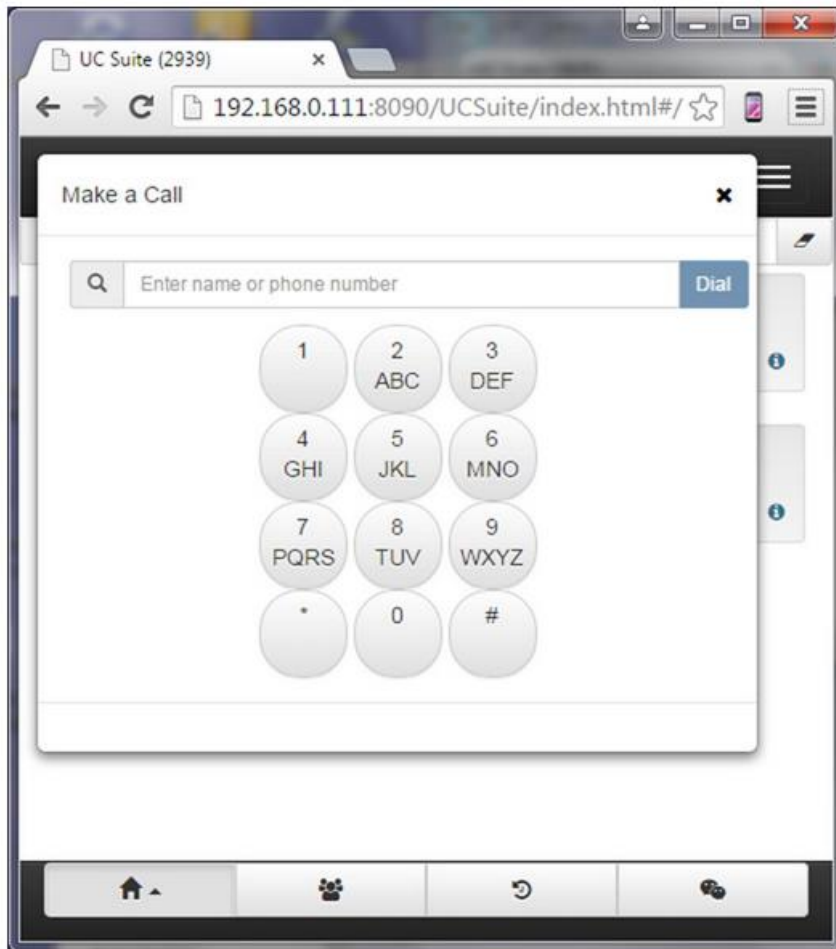 UC Suite (2939)
192.168.0.111:8090/UCSuite/index.html#/
Make a Call
Enter name or phone number
Dial
1 2 3
ABC DEF
4 5 6
GHI JKL MNO
7 8 9
PQRS TUV WXYZ
* 0 #